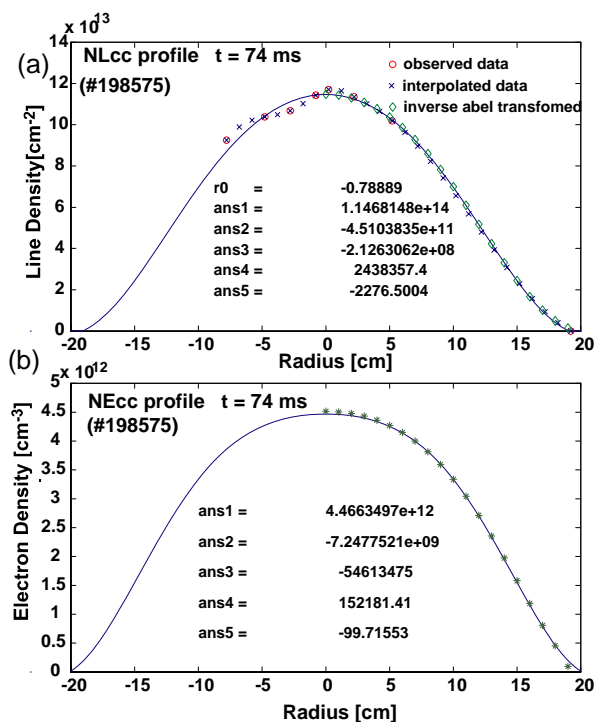 x 10¹³
(a)
NLcc profile t = 74 ms
(#198575)
observed data
interpolated data
inverse abel transfomed
14
12
10
8
6
4
2
0
Line Density[cm⁻²]
r0 = -0.78889
ans1 = 1.1468148e+14
ans2 = -4.5103835e+11
ans3 = -2.1263062e+08
ans4 = 2438357.4
ans5 = -2276.5004
-20 -15 -10 -5 0 5 10 15 20
Radius [cm]
(b)
x 10¹²
NEcc profile t = 74 ms
(#198575)
5
4.5
4
3.5
3
2.5
2
1.5
1
0.5
0
Electron Density [cm⁻³]
ans1 = 4.4663497e+12
ans2 = -7.2477521e+09
ans3 = -54613475
ans4 = 152181.41
ans5 = -99.71553
-20 -15 -10 -5 0 5 10 15 20
Radius [cm]